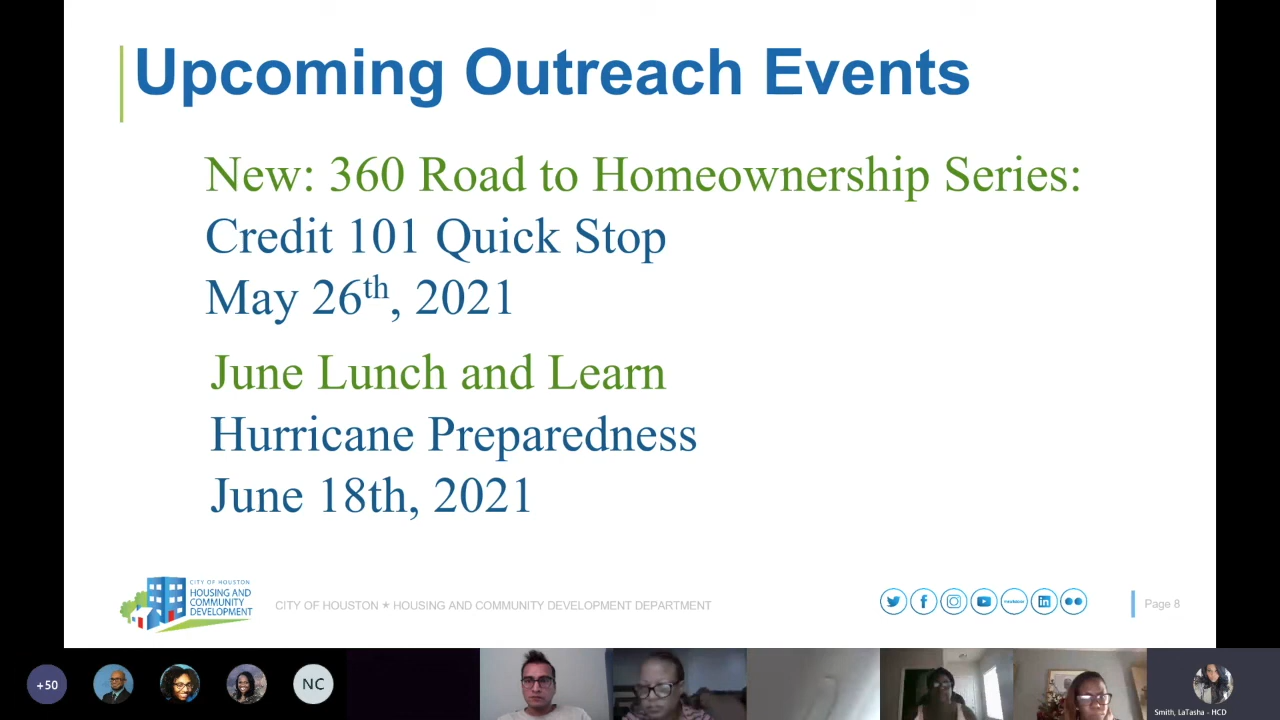 Upcoming Outreach Events
New: 360 Road to Homeownership Series:
Credit 101 Quick Stop
May 26th, 2021
June Lunch and Learn
Hurricane Preparedness
June 18th, 2021
CITY OF HOUSTON
HOUSING AND
COMMUNITY
DEVELOPMENT
CITY OF HOUSTON ★ HOUSING AND COMMUNITY DEVELOPMENT DEPARTMENT
Page 8
+50
NC
Smith, LaTasha - HCD